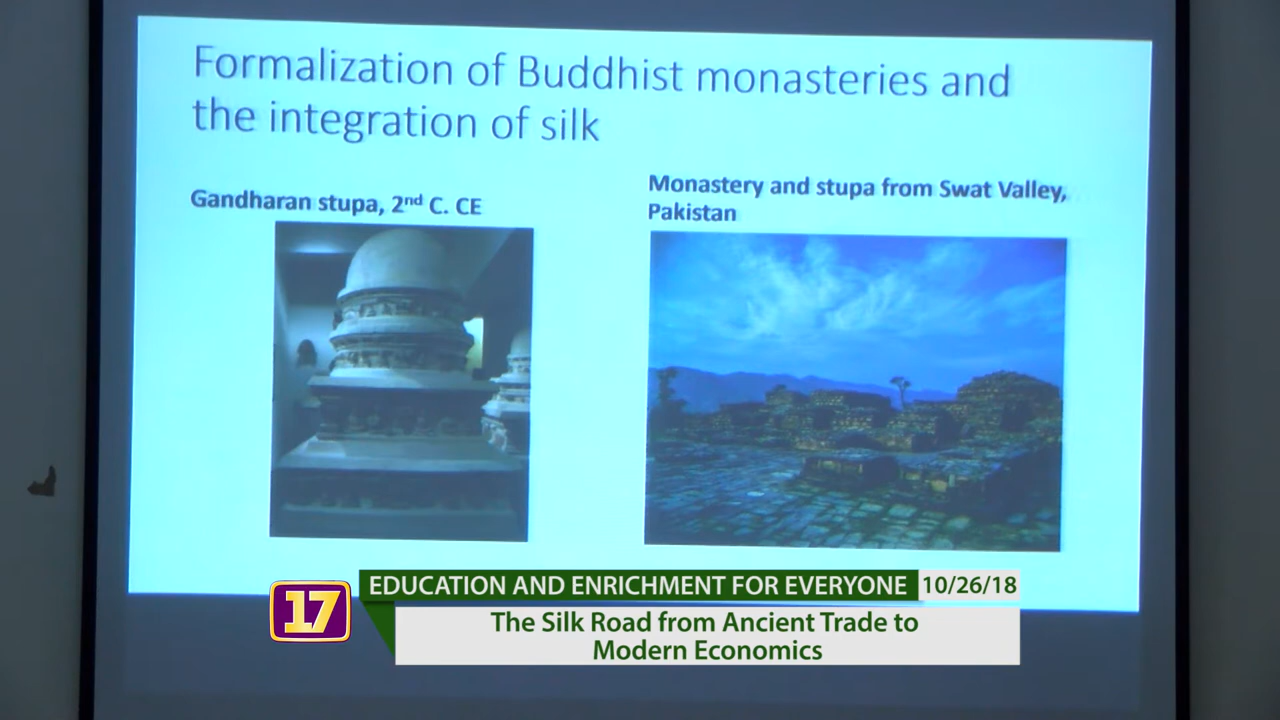 Formalization of Buddhist monasteries and
the integration of silk
Gandharan stupa, 2nd C. CE
Monastery and stupa from Swat Valley,
Pakistan
17
EDUCATION AND ENRICHMENT FOR EVERYONE
10/26/18
The Silk Road from Ancient Trade to
Modern Economics